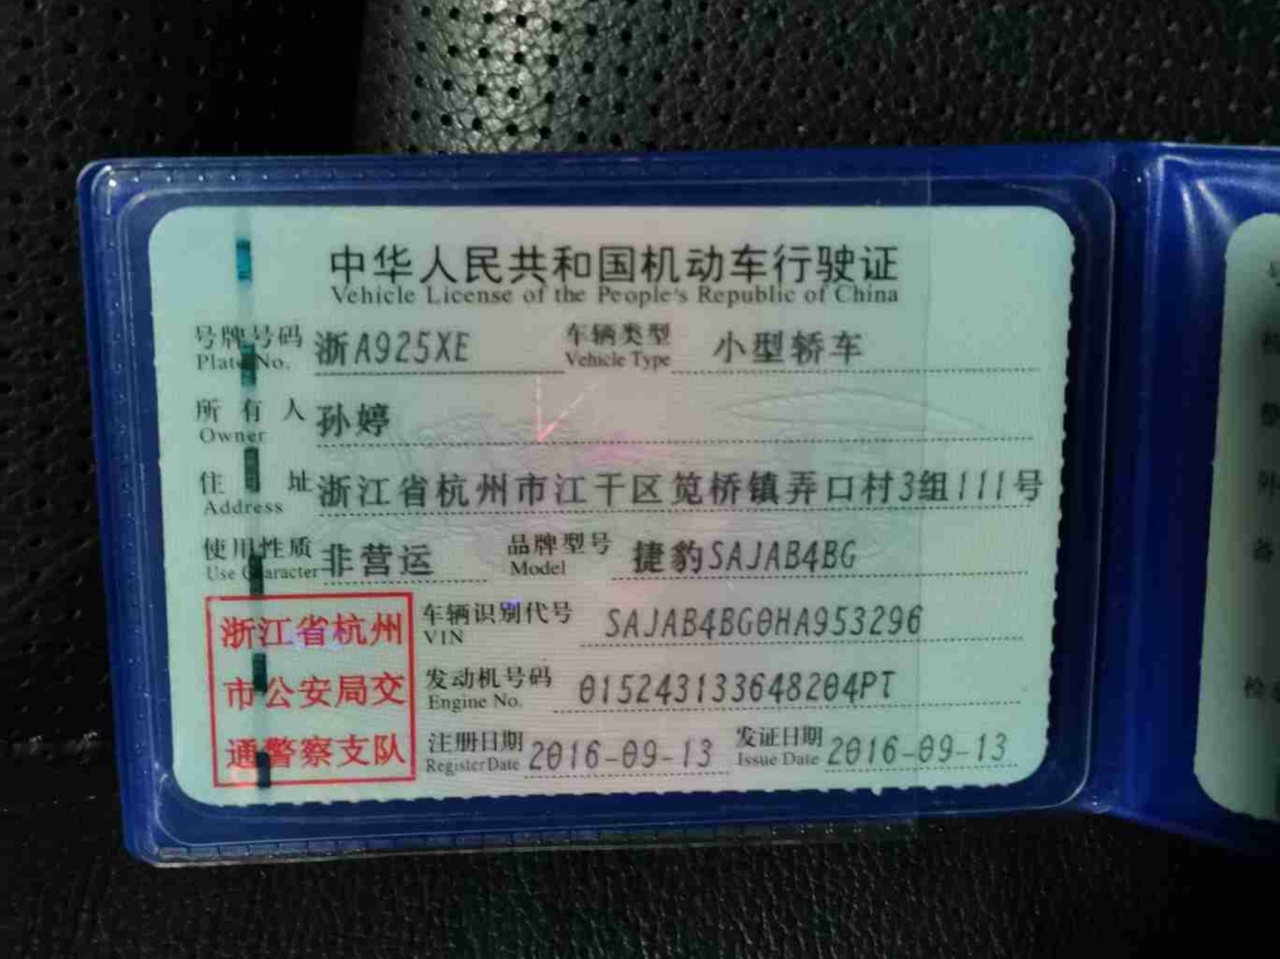 中华人民共和国机动车行驶证
Vehicle License of the People's Republic of China
号牌号码 浙A925XE 车辆类型 小型轿车
Plate No. Vehicle Type
所有人 孙婷
Owner
住址 浙江省杭州市江干区笕桥镇弄口村3组111号
Address
使用性质 非营运 品牌型号 捷豹SAJAB4BG
Use Character Model
浙江省杭州
市公安局交
通警察支队
车辆识别代号 SAJAB4BG0HA953296
VIN
发动机号码 015243133648204PT
Engine No.
注册日期 2016-09-13 发证日期 2016-09-13
Register Date Issue Date